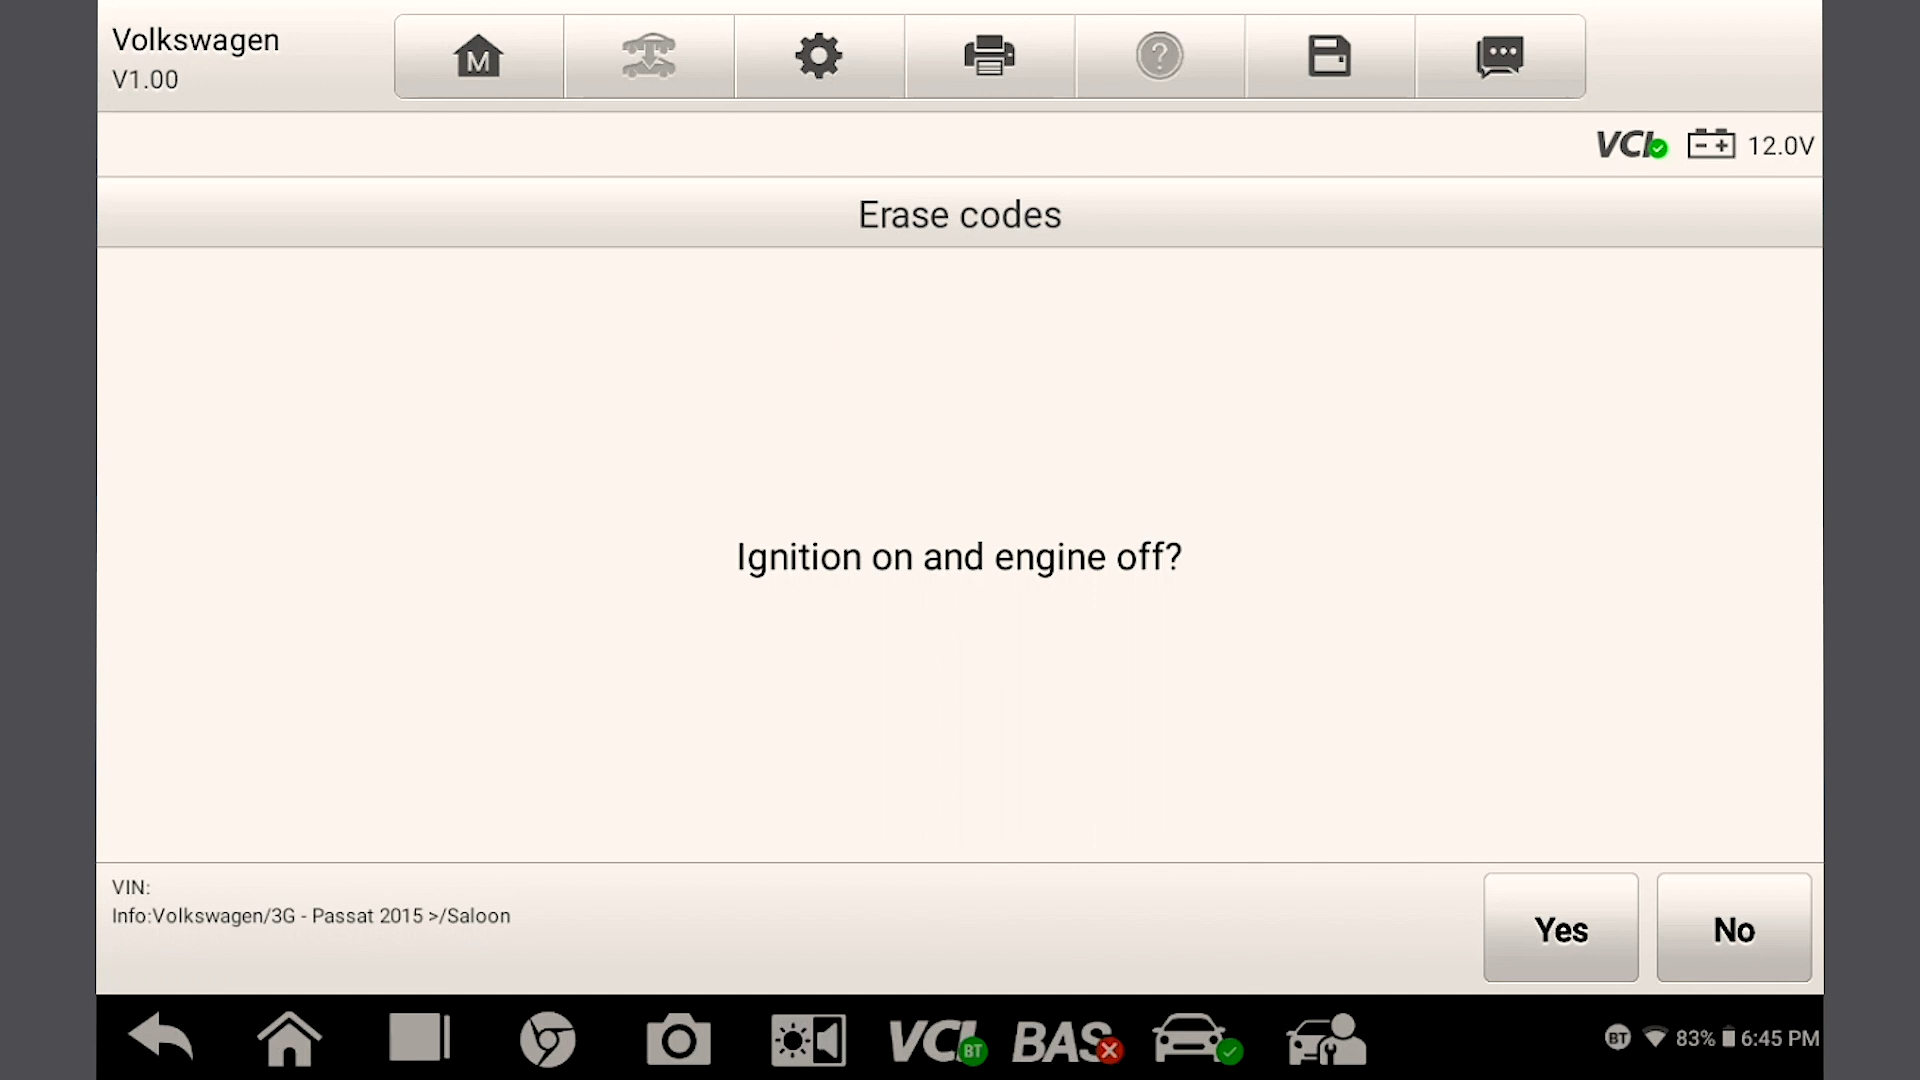 Volkswagen
V1.00
M
?
VCI
12.0V
Erase codes
Ignition on and engine off?
VIN:
Info:Volkswagen/3G - Passat 2015 >/Saloon
Yes
No
VCI
BT
BAS
BT
83%
6:45 PM